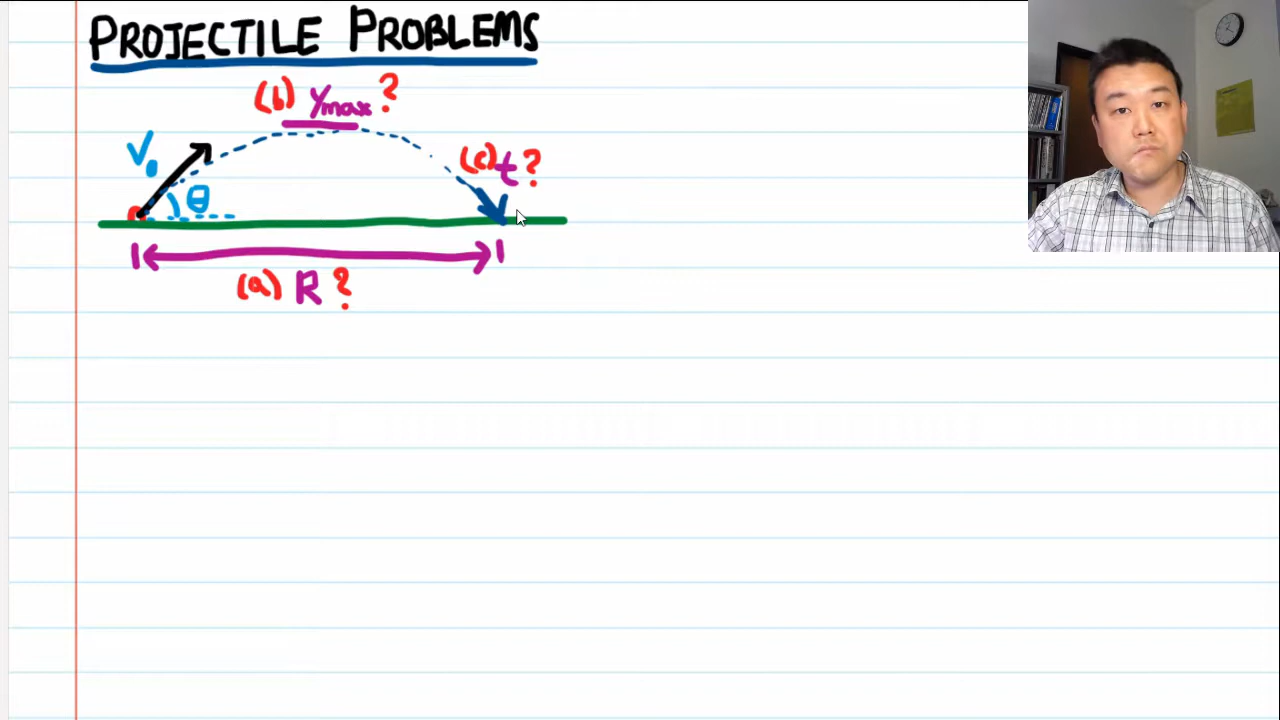 PROJECTILE PROBLEMS
(b) ymax ?
V0
θ
(c) t ?
(a) R ?